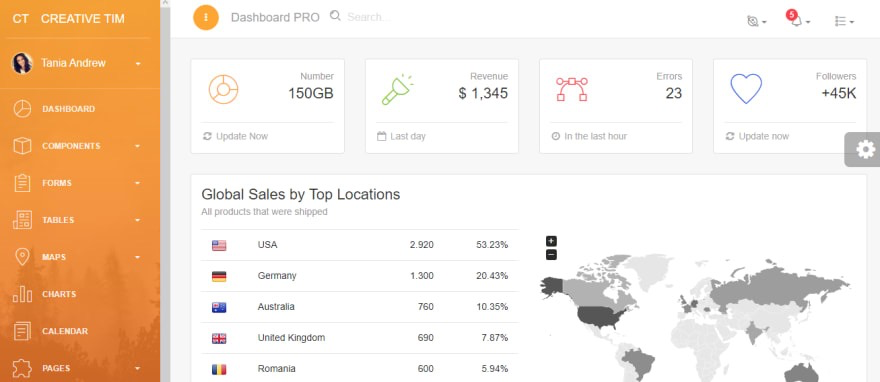 CT CREATIVE TIM
Tania Andrew
DASHBOARD
COMPONENTS
FORMS
TABLES
MAPS
CHARTS
CALENDAR
PAGES
Dashboard PRO
Search...
5
Number
150GB
Update Now
Revenue
$ 1,345
Last day
Errors
23
In the last hour
Followers
+45K
Update now
Global Sales by Top Locations
All products that were shipped
USA 2.920 53.23%
Germany 1.300 20.43%
Australia 760 10.35%
United Kingdom 690 7.87%
Romania 600 5.94%
+
−